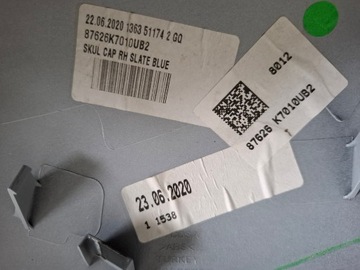 22.06.2020 1363 51174 2 GQ
87626K7010UB2
SKUL CAP RH SLATE BLUE
8012
87626 K7010UB2
23.06.2020
1 1538